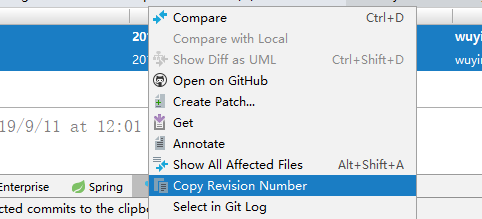 Compare Ctrl+D
20 wuyi
Compare with Local
20 wuyi
Show Diff as UML Ctrl+Shift+D
Open on GitHub
Create Patch...
Get
19/9/11 at 12:01
Annotate
Show All Affected Files Alt+Shift+A
Enterprise Spring
Copy Revision Number
cted commits to the clipb
Select in Git Log